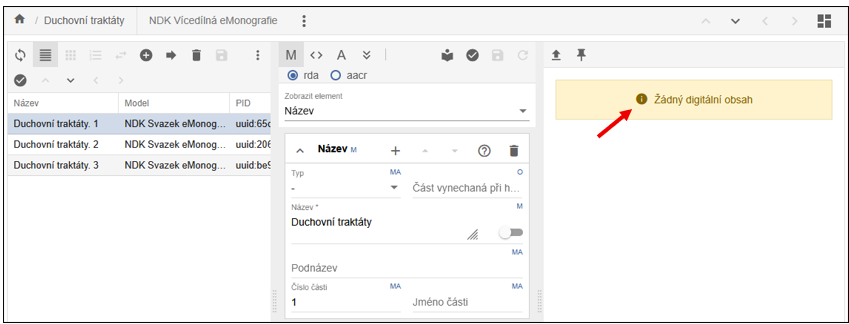 / Duchovní traktáty NDK Vícedílná eMonografie
M <> A
rda aacr
Název Model PID
Duchovní traktáty. 1 NDK Svazek eMonog... uuid:65c
Duchovní traktáty. 2 NDK Svazek eMonog... uuid:206
Duchovní traktáty. 3 NDK Svazek eMonog... uuid:be9
Zobrazit element
Název
Název M
Typ MA O
- Část vynechaná při h...
Název * M
Duchovní traktáty
MA
Podnázev
Číslo části MA MA
1 Jméno části
Žádný digitální obsah